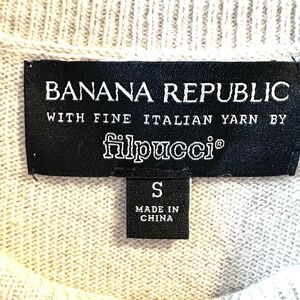 BANANA REPUBLIC
WITH FINE ITALIAN YARN BY
filpucci®
S
MADE IN
CHINA